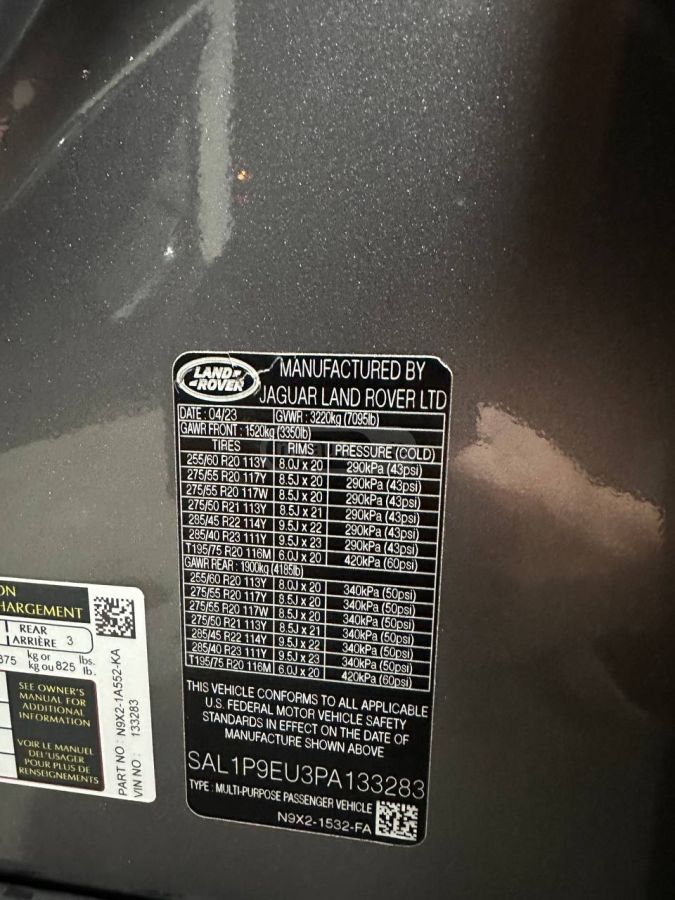 LAND ROVER
MANUFACTURED BY
JAGUAR LAND ROVER LTD
DATE : 04/23 GVWR : 3220kg (7095lb)
GAWR FRONT : 1520kg (3350lb)
TIRES RIMS PRESSURE (COLD)
255/60 R20 113Y 8.0J x 20 290kPa (43psi)
275/55 R20 117Y 8.5J x 20 290kPa (43psi)
275/55 R20 117W 8.5J x 20 290kPa (43psi)
275/50 R21 113Y 8.5J x 21 290kPa (43psi)
285/45 R22 114Y 9.5J x 22 290kPa (43psi)
285/40 R23 111Y 9.5J x 23 290kPa (43psi)
T195/75 R20 116M 6.0J x 20 420kPa (60psi)
GAWR REAR : 1900kg (4185lb)
255/60 R20 113Y 8.0J x 20 340kPa (50psi)
275/55 R20 117Y 8.5J x 20 340kPa (50psi)
275/55 R20 117W 8.5J x 20 340kPa (50psi)
275/50 R21 113Y 8.5J x 21 340kPa (50psi)
285/45 R22 114Y 9.5J x 22 340kPa (50psi)
285/40 R23 111Y 9.5J x 23 340kPa (50psi)
T195/75 R20 116M 6.0J x 20 420kPa (60psi)
THIS VEHICLE CONFORMS TO ALL APPLICABLE
U.S. FEDERAL MOTOR VEHICLE SAFETY
STANDARDS IN EFFECT ON THE DATE OF
MANUFACTURE SHOWN ABOVE
SAL1P9EU3PA133283
TYPE : MULTI-PURPOSE PASSENGER VEHICLE
N9X2-1532-FA
ON
HARGEMENT
REAR
ARRIÈRE 3
375 kg or lbs.
kg ou 825 lb.
SEE OWNER'S
MANUAL FOR
ADDITIONAL
INFORMATION
VOIR LE MANUEL
DE L'USAGER
POUR PLUS DE
RENSEIGNEMENTS
PART NO : N9X2-1A552-KA
VIN NO : 133283